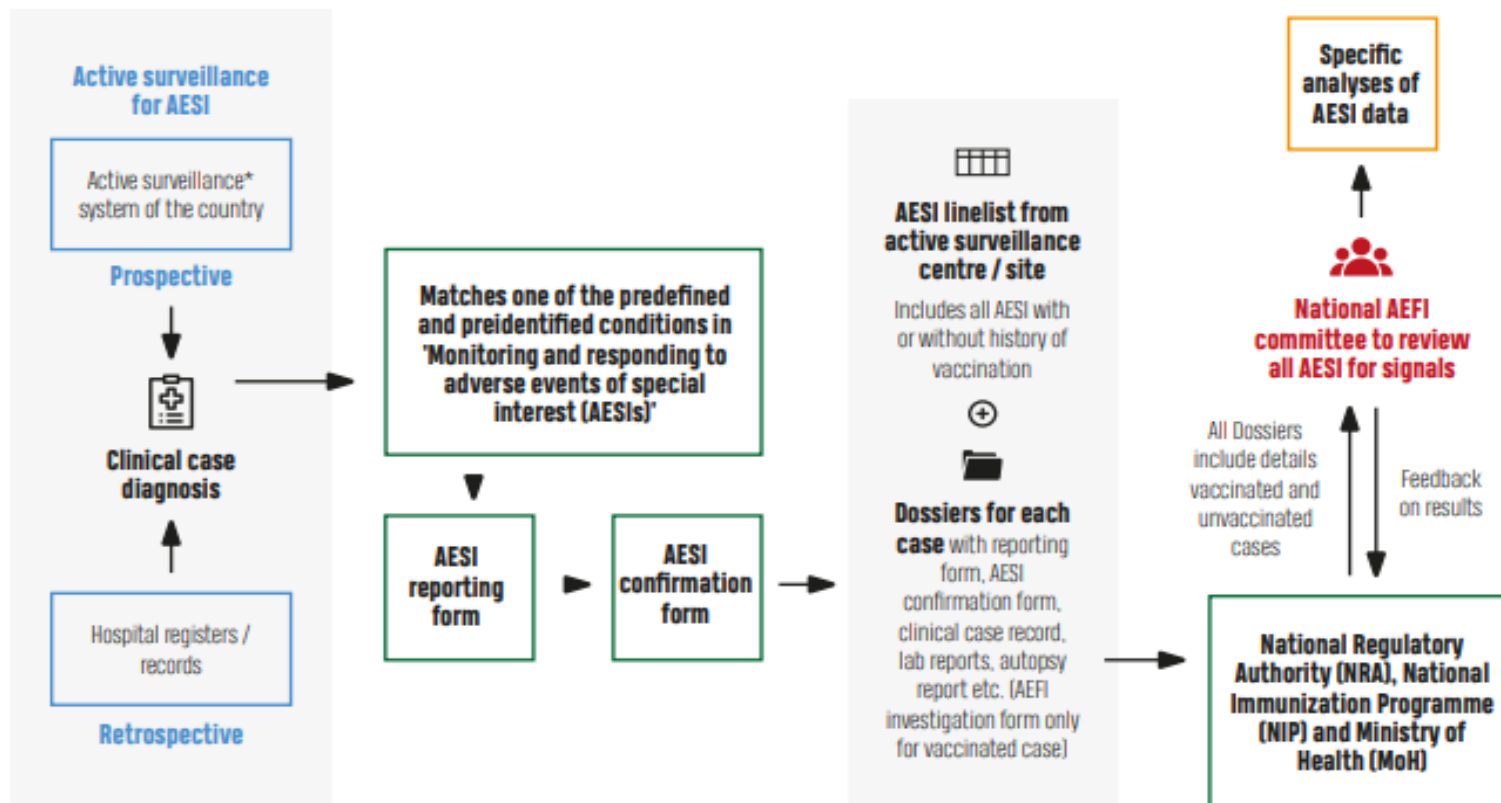 Active surveillance
for AESI
Active surveillance*
system of the country
Prospective
Clinical case
diagnosis
Hospital registers /
records
Retrospective
Matches one of the predefined
and preidentified conditions in
"Monitoring and responding to
adverse events of special
interest (AESIs)"
AESI
reporting
form
AESI
confirmation
form
AESI linelist from
active surveillance
centre / site
Includes all AESI with
or without history of
vaccination
Dossiers for each
case with reporting
form, AESI
confirmation form,
clinical case record,
lab reports, autopsy
report etc. (AEFI
investigation form only
for vaccinated case)
Specific
analyses of
AESI data
National AEFI
committee to review
all AESI for signals
All Dossiers
include details
vaccinated and
unvaccinated
cases
Feedback
on results
National Regulatory
Authority (NRA), National
Immunization Programme
(NIP) and Ministry of
Health (MoH)